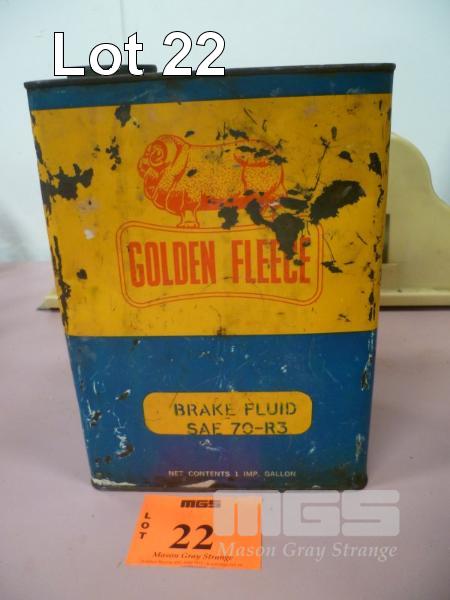 Lot 22
GOLDEN FLEECE
BRAKE FLUID
SAE 70-R3
NET CONTENTS 1 IMP. GALLON
MGS
LOT
22
Mason Gray Strange
MGS
Mason Gray Strange